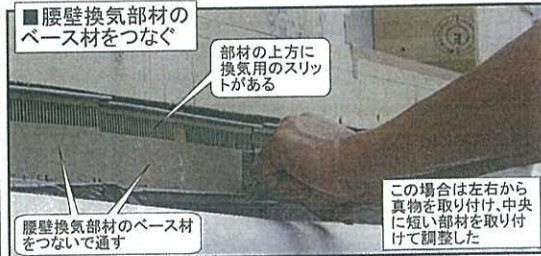 ■腰壁換気部材の
ベース材をつなぐ
部材の上方に
換気用のスリッ
トがある
腰壁換気部材のベース材
をつないで通す
この場合は左右から
真物を取り付け、中央
に短い部材を取り付
けて調整した